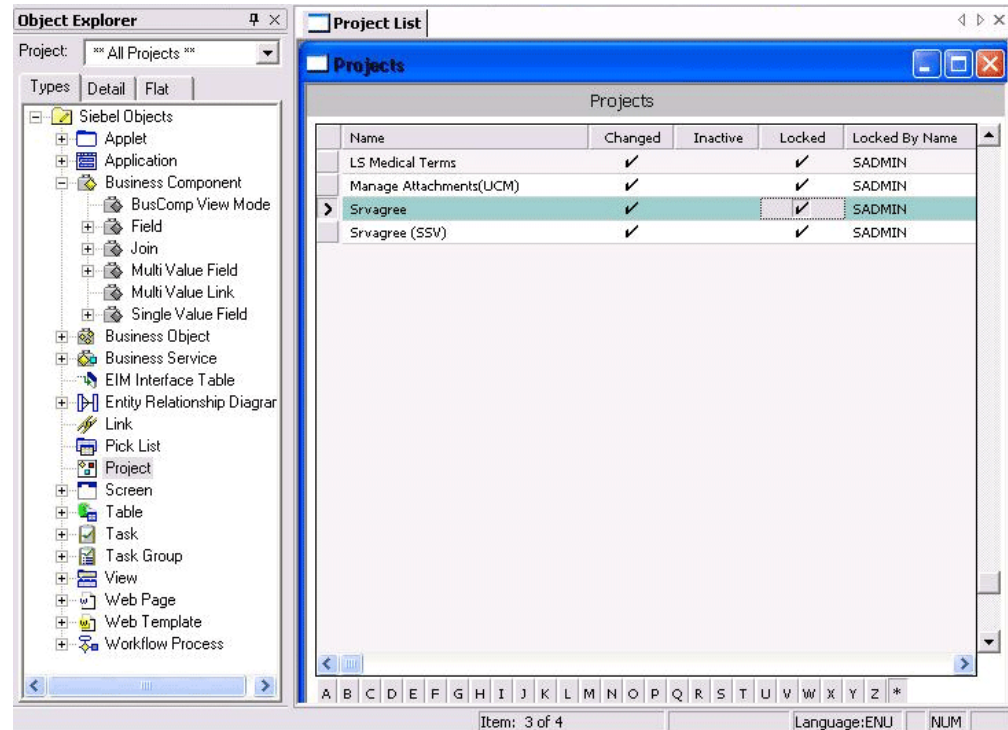 Object Explorer
Project: ** All Projects **
Types Detail Flat
Siebel Objects
Applet
Application
Business Component
BusComp View Mode
Field
Join
Multi Value Field
Multi Value Link
Single Value Field
Business Object
Business Service
EIM Interface Table
Entity Relationship Diagrar
Link
Pick List
Project
Screen
Table
Task
Task Group
View
Web Page
Web Template
Workflow Process
Project List
Projects
Projects
Name Changed Inactive Locked Locked By Name
LS Medical Terms ✔ ✔ SADMIN
Manage Attachments(UCM) ✔ ✔ SADMIN
Srvagree ✔ ✔ SADMIN
Srvagree (SSV) ✔ ✔ SADMIN
A B C D E F G H I J K L M N O P Q R S T U V W X Y Z *
Item: 3 of 4 Language:ENU NUM